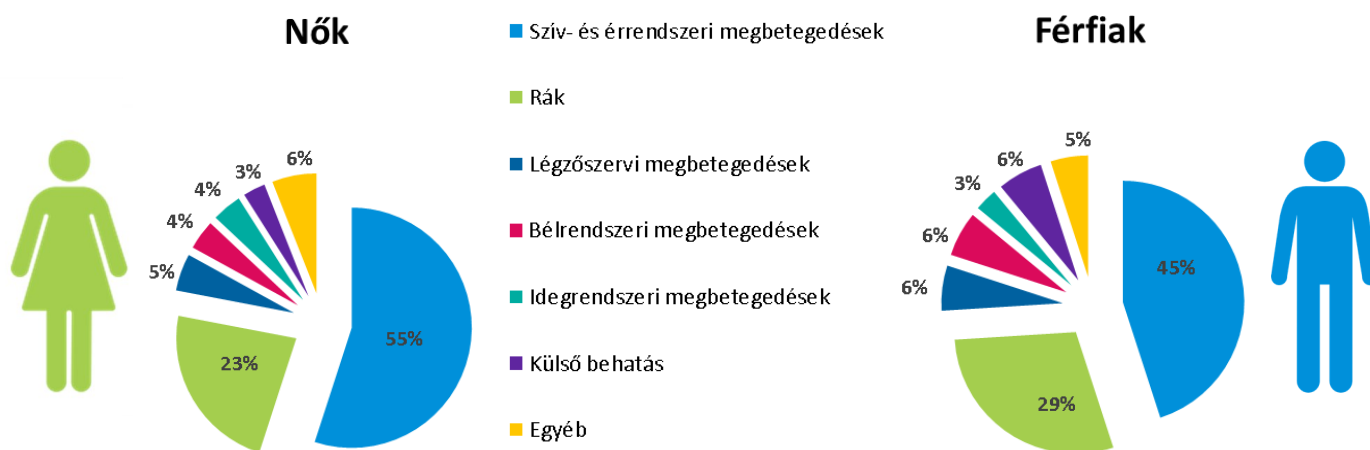 Nők
Férfiak
Szív- és érrendszeri megbetegedések
Rák
Légzőszervi megbetegedések
Bélrendszeri megbetegedések
Idegrendszeri megbetegedések
Külső behatás
Egyéb
6%
3%
4%
4%
5%
23%
55%
5%
6%
3%
6%
6%
29%
45%